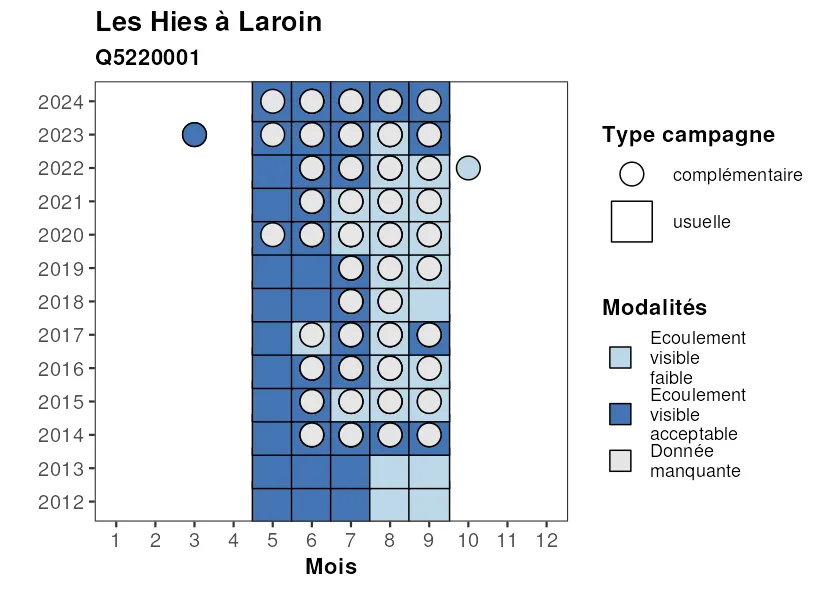 Les Hies à Laroin
Q5220001
2024
2023
2022
2021
2020
2019
2018
2017
2016
2015
2014
2013
2012
1 2 3 4 5 6 7 8 9 10 11 12
Mois
Type campagne
complémentaire
usuelle
Modalités
Ecoulement
visible
faible
Ecoulement
visible
acceptable
Donnée
manquante